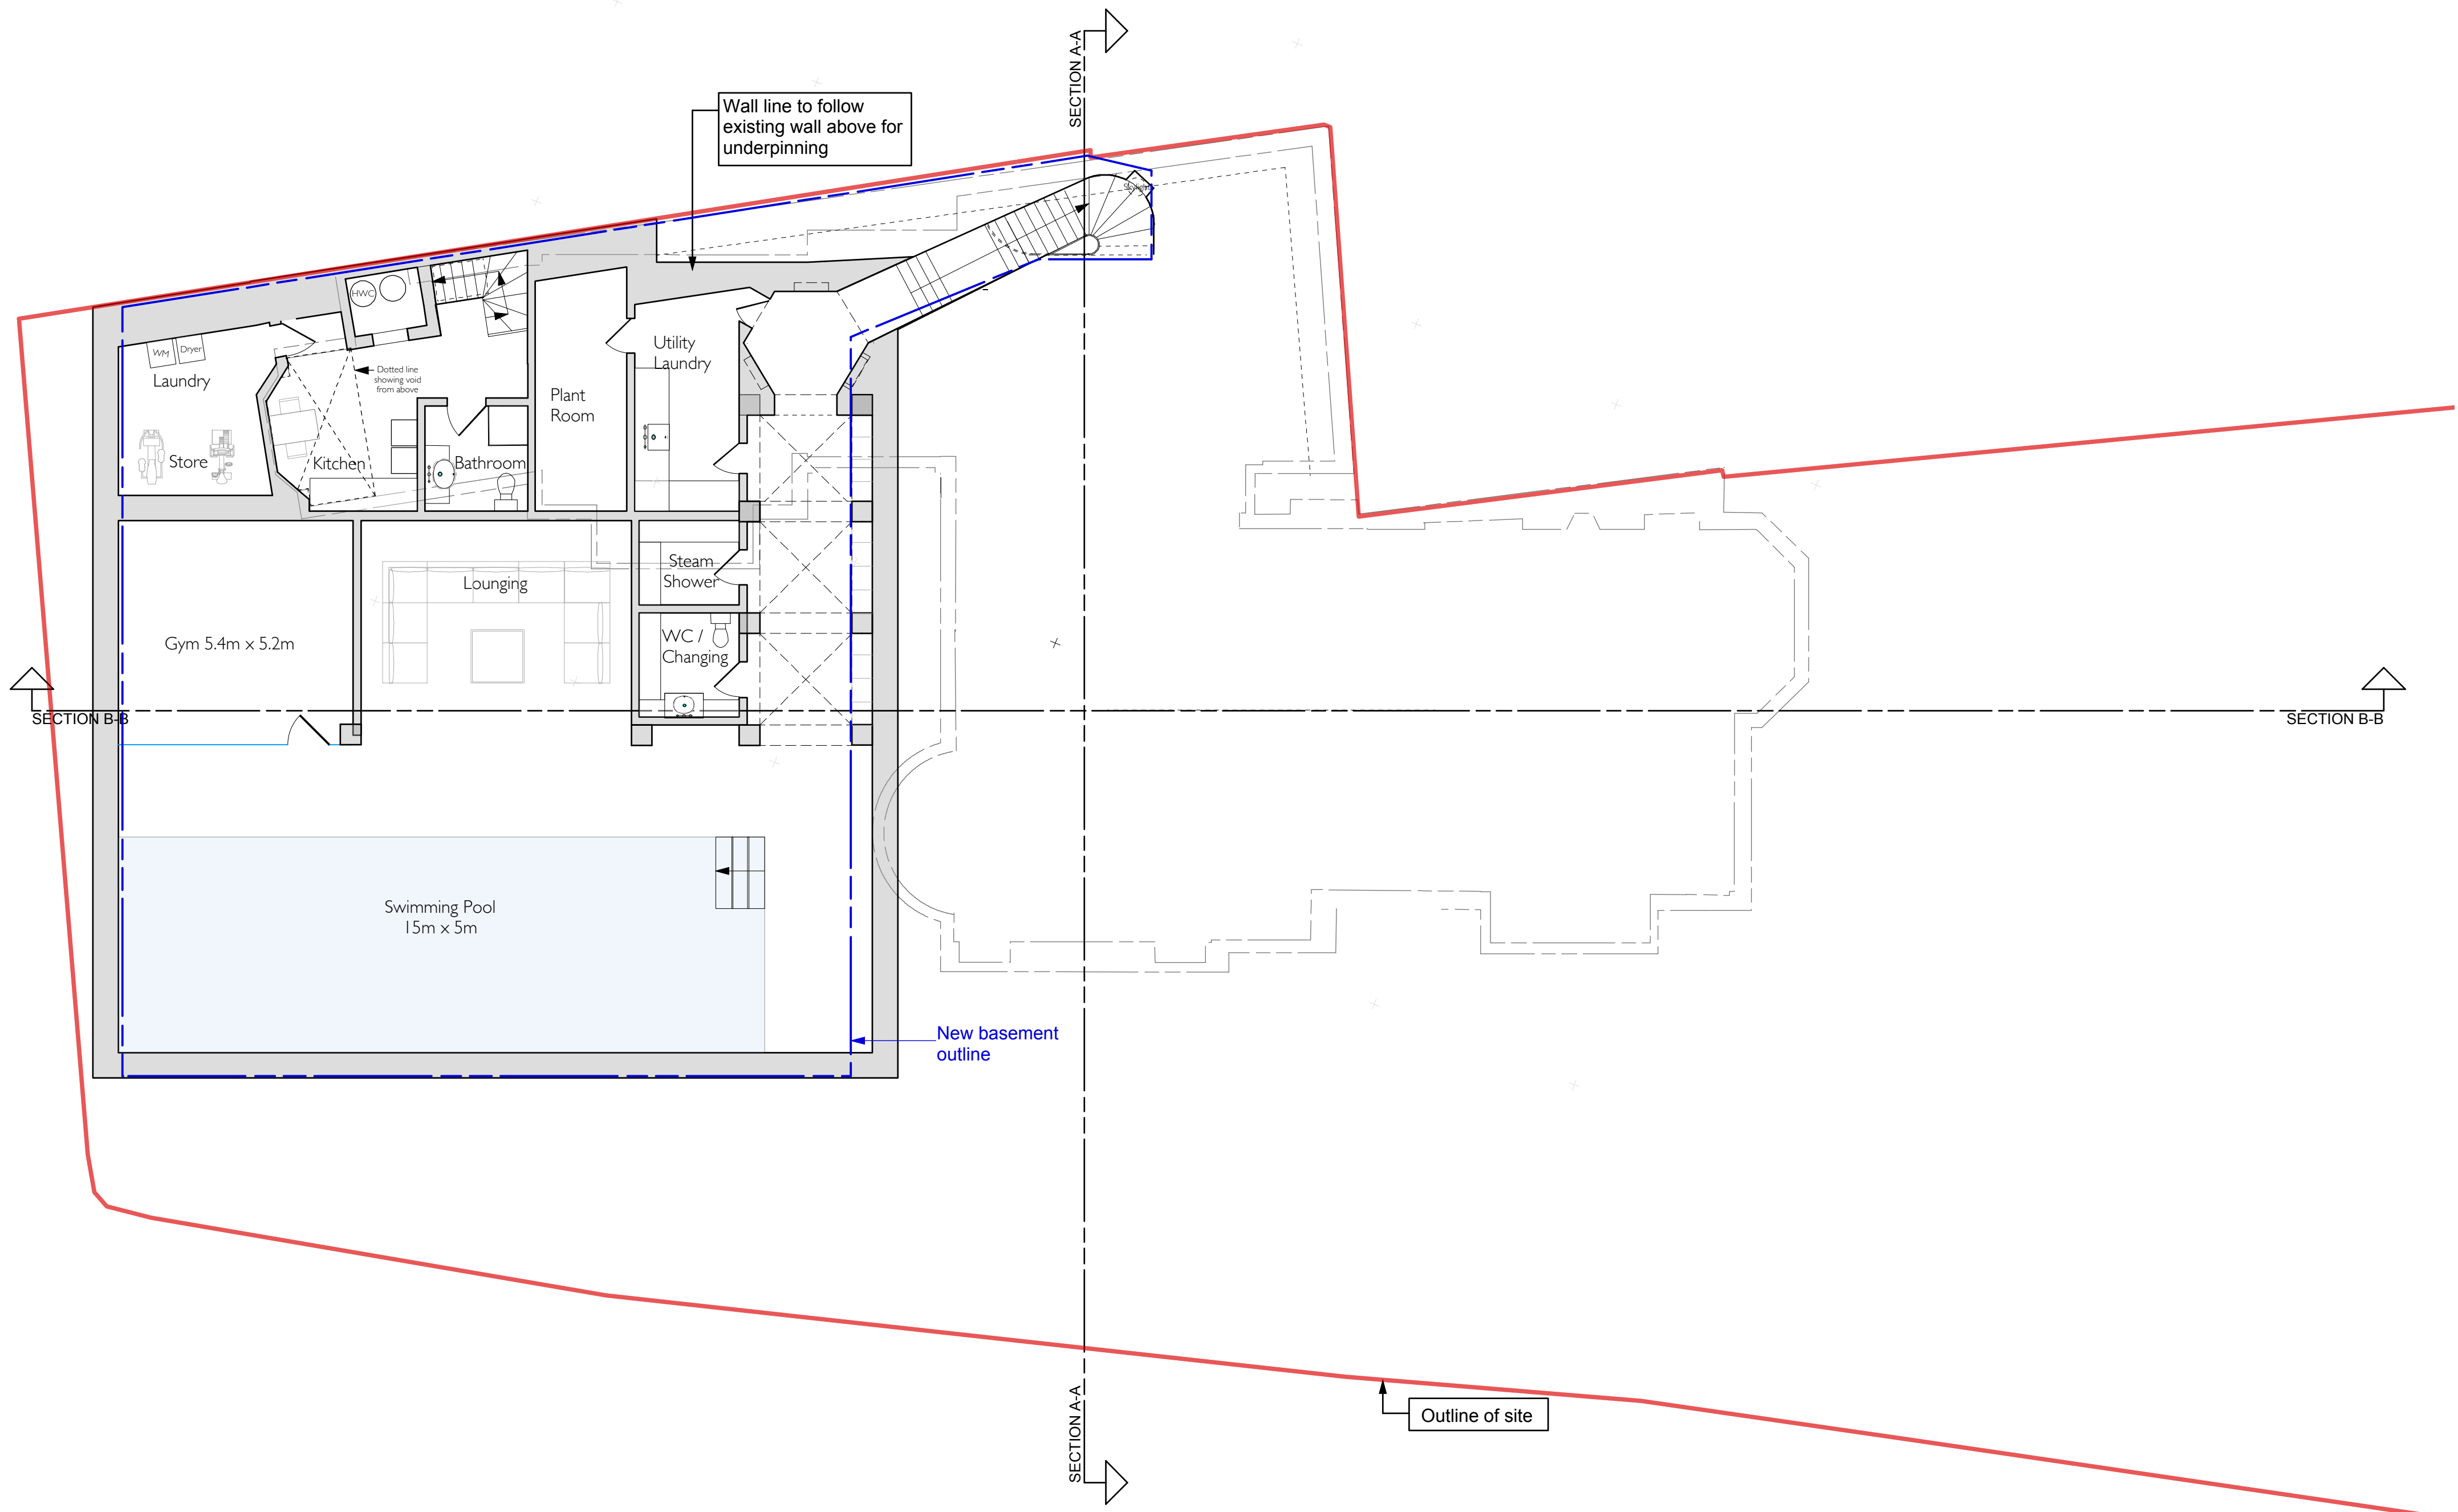 SECTION A-A
Wall line to follow
existing wall above for
underpinning
Skylight
HWC
WM
Dryer
Laundry
Dotted line
showing void
from above
Utility
Laundry
Plant
Room
Store
Kitchen
Bathroom
Steam
Shower
Lounging
Gym 5.4m x 5.2m
WC /
Changing
SECTION B-B
SECTION B-B
Swimming Pool
15m x 5m
New basement
outline
SECTION A-A
Outline of site